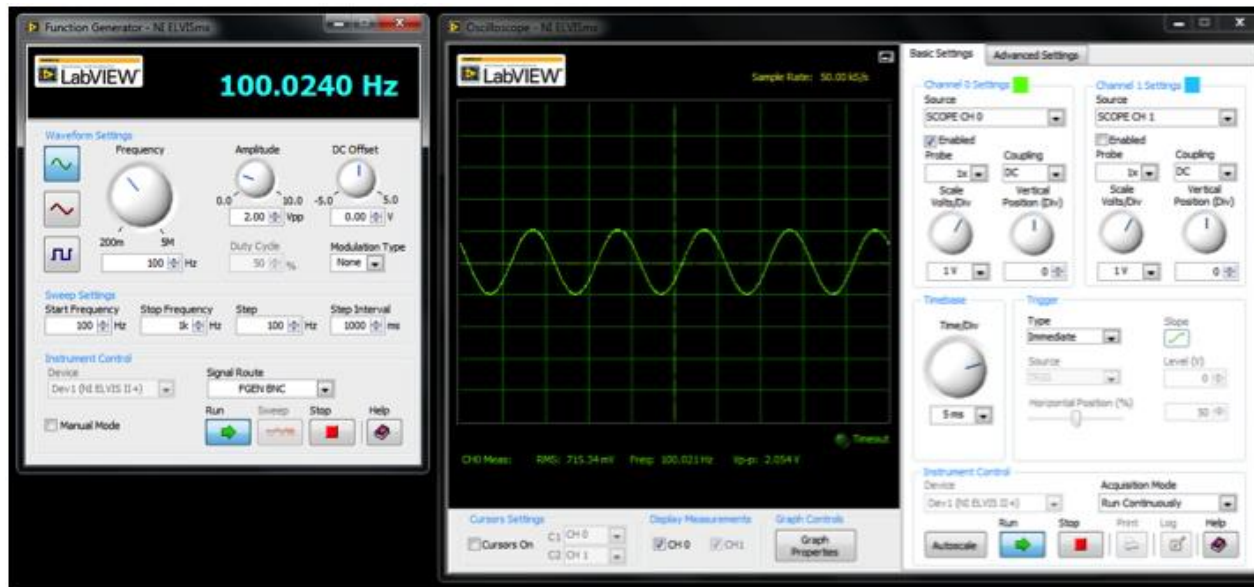 Function Generator - NI ELVISmx
LabVIEW
100.0240 Hz
Waveform Settings
Frequency
Amplitude
DC Offset
0.0 10.0
-5.0 5.0
2.00 Vpp
0.00 V
200m 5M
100 Hz
Duty Cycle
50 %
Modulation Type
None
Sweep Settings
Start Frequency Stop Frequency Step Step Interval
100 Hz 1k Hz 100 Hz 1000 ms
Instrument Control
Device
Dev1 (NI ELVIS II+)
Signal Route
FGEN BNC
Manual Mode
Run Sweep Stop Help
Oscilloscope - NI ELVISmx
LabVIEW
Sample Rate: 50.00 kS/s
Timeout
CH0 Meas: RMS: 715.34 mV Freq: 100.021 Hz Vp-p: 2.054 V
Cursors Settings
Cursors On
C1 CH 0
C2 CH 1
Display Measurements
CH 0 CH1
Graph Controls
Graph
Properties
Basic Settings Advanced Settings
Channel 0 Settings
Source
SCOPE CH 0
Enabled
Probe Coupling
1x DC
Scale Vertical
Volts/Div Position (Div)
1 V 0
Channel 1 Settings
Source
SCOPE CH 1
Enabled
Probe Coupling
1x DC
Scale Vertical
Volts/Div Position (Div)
1 V 0
Timebase
Time/Div
5 ms
Trigger
Type
Immediate
Slope
Source
Level (V)
0
Horizontal Position (%)
50
Instrument Control
Device
Dev1 (NI ELVIS II+)
Acquisition Mode
Run Continuously
Run Stop Print Log Help
Autoscale